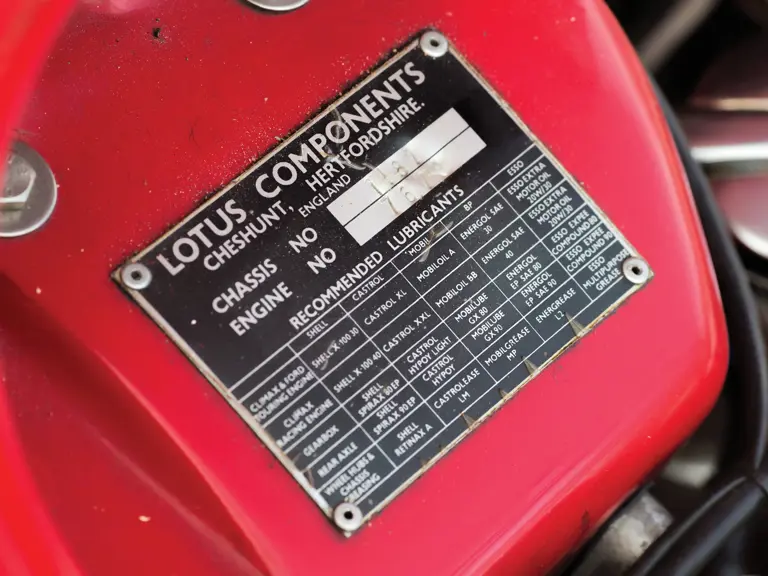 LOTUS COMPONENTS
CHESHUNT, HERTFORDSHIRE.
ENGLAND
CHASSIS NO
ENGINE NO
RECOMMENDED LUBRICANTS
SHELL CASTROL MOBIL BP ESSO
CLIMAX & FORD TOURING ENGINE SHELL X-100 30 CASTROL XL MOBILOIL A ENERGOL SAE 30 ESSO EXTRA MOTOR OIL 20W/30
CLIMAX RACING ENGINE SHELL X-100 40 CASTROL XXL MOBILOIL BB ENERGOL SAE 40 ESSO EXTRA MOTOR OIL 20W/30
GEARBOX SHELL SPIRAX 80 EP CASTROL HYPOY LIGHT MOBILUBE GX 80 ENERGOL EP SAE 80 ESSO EXPEE COMPOUND 80
REAR AXLE SHELL SPIRAX 90 EP CASTROL HYPOY MOBILUBE GX 90 ENERGOL EP SAE 90 ESSO EXPEE COMPOUND 90
WHEEL HUBS & CHASSIS GREASING SHELL RETINAX A CASTROLEASE LM MOBILGREASE MP ENERGREASE L2 ESSO MULTIPURPOSE GREASE